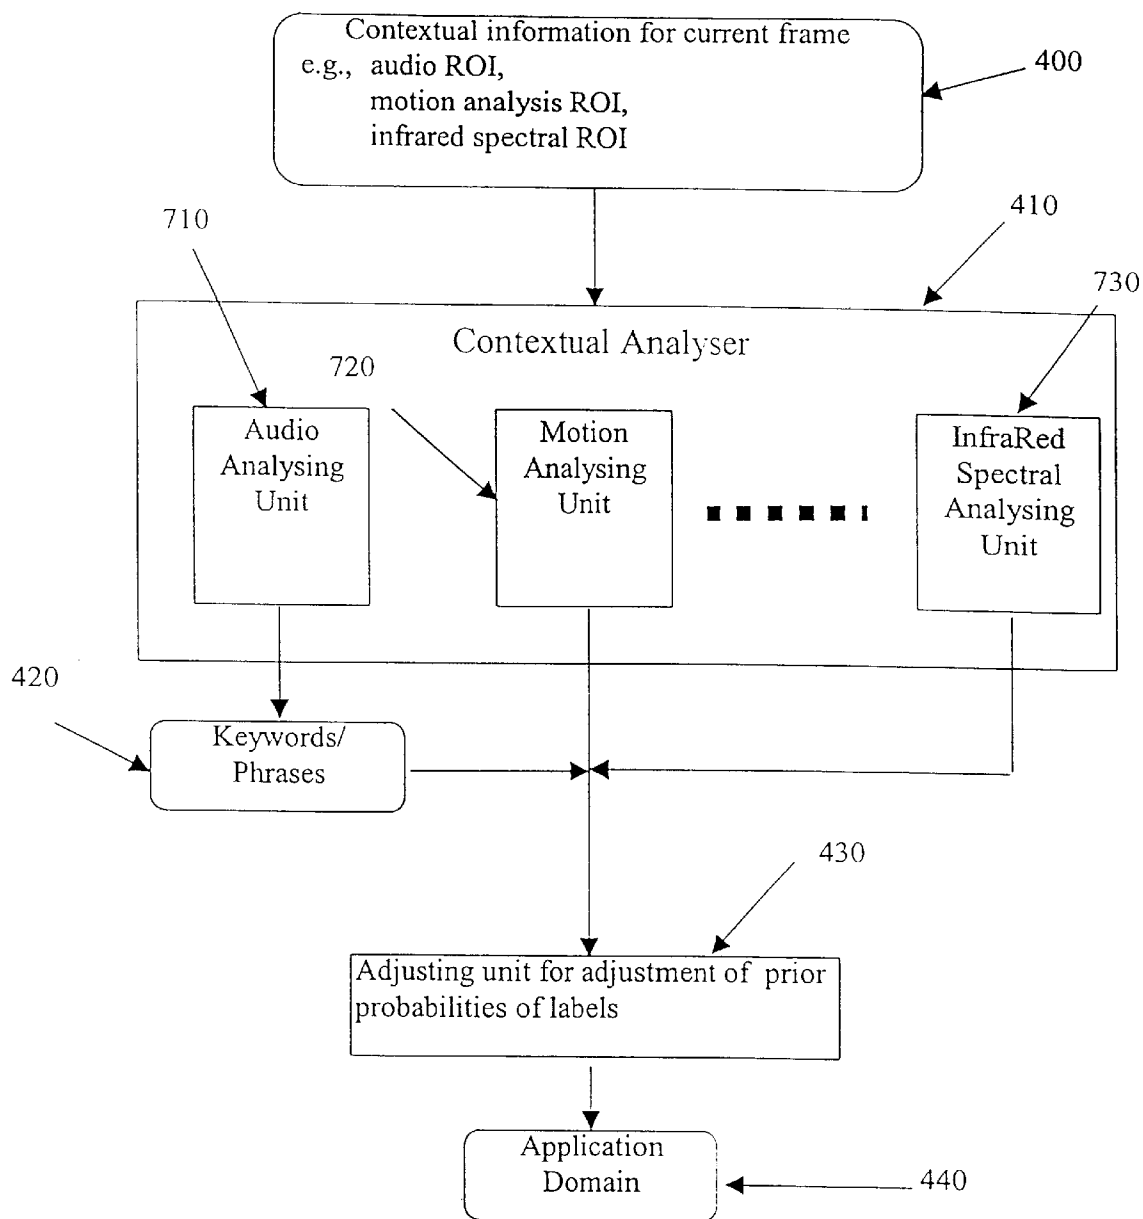 Contextual information for current frame
e.g., audio ROI,
motion analysis ROI,
infrared spectral ROI
400
710
410
730
Contextual Analyser
720
Audio
Analysing
Unit
Motion
Analysing
Unit
InfraRed
Spectral
Analysing
Unit
420
Keywords/
Phrases
430
Adjusting unit for adjustment of prior
probabilities of labels
Application
Domain
440